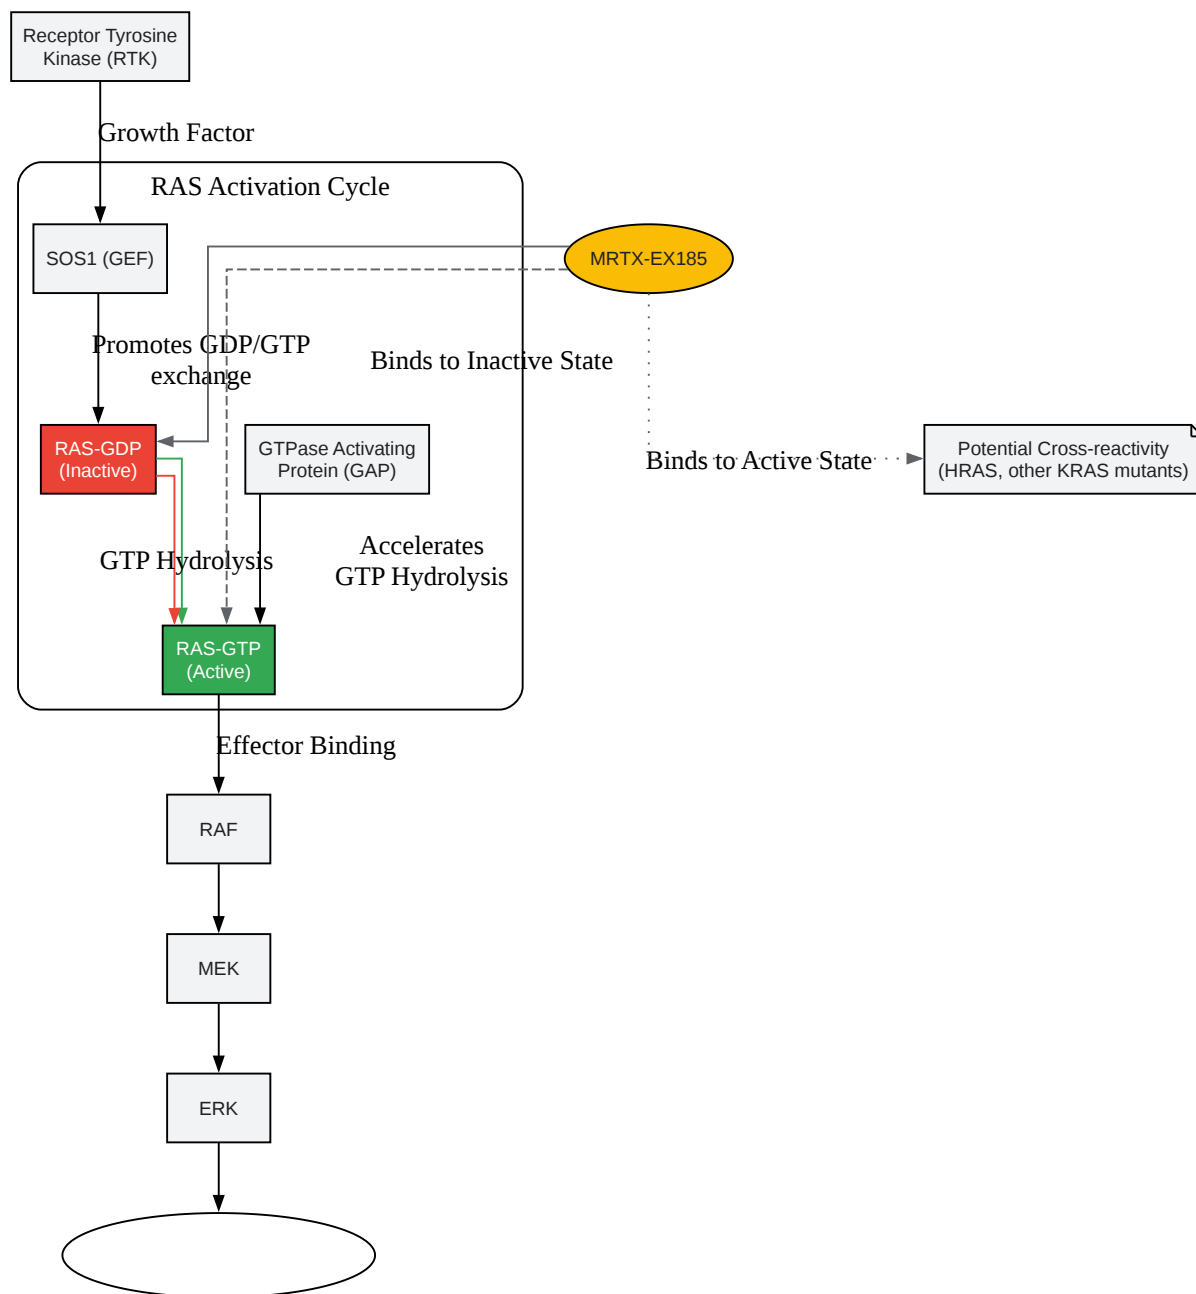 Receptor Tyrosine
Kinase (RTK)
Growth Factor
RAS Activation Cycle
SOS1 (GEF)
MRTX-EX185
Promotes GDP/GTP
exchange
Binds to Inactive State
RAS-GDP
(Inactive)
GTPase Activating
Protein (GAP)
Binds to Active State
Potential Cross-reactivity
(HRAS, other KRAS mutants)
GTP Hydrolysis
Accelerates
GTP Hydrolysis
RAS-GTP
(Active)
Effector Binding
RAF
MEK
ERK